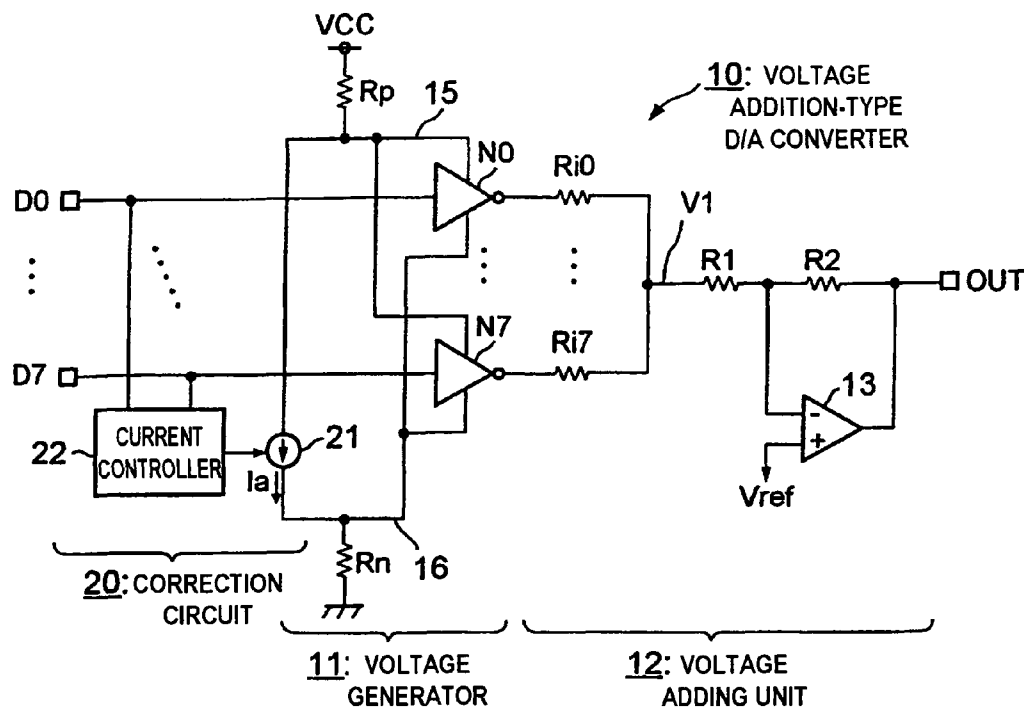 VCC
Rp
15
10: VOLTAGE
ADDITION-TYPE
D/A CONVERTER
N0
Ri0
D0
V1
R1
R2
OUT
N7
Ri7
D7
13
-
+
Vref
22
CURRENT
CONTROLLER
21
Ia
16
Rn
20: CORRECTION
CIRCUIT
11: VOLTAGE
GENERATOR
12: VOLTAGE
ADDING UNIT